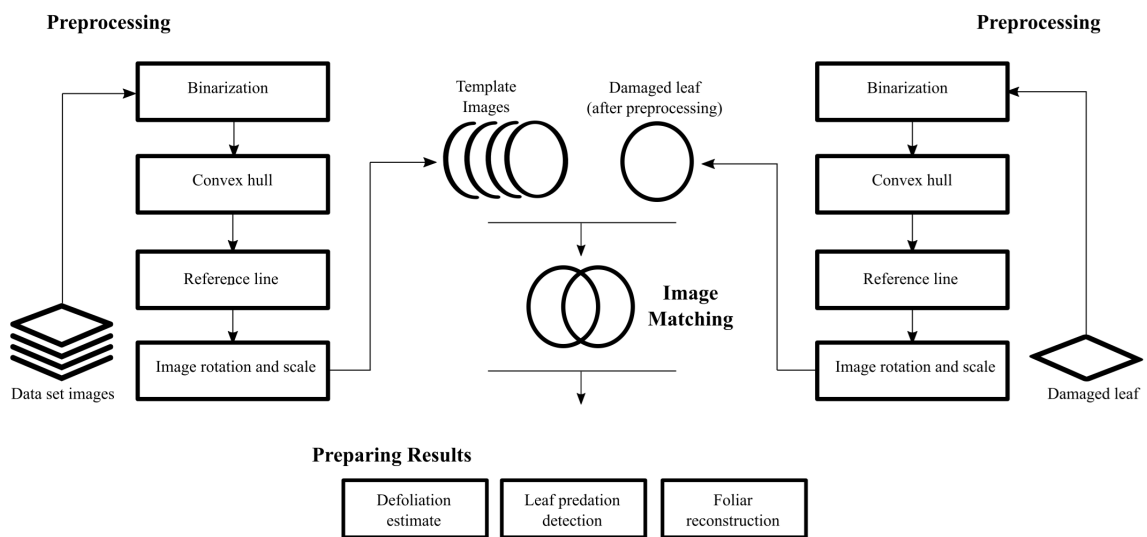 Preprocessing
Binarization
Convex hull
Reference line
Image rotation and scale
Data set images
Template
Images
Damaged leaf
(after preprocessing)
Image
Matching
Preprocessing
Binarization
Convex hull
Reference line
Image rotation and scale
Damaged leaf
Preparing Results
Defoliation
estimate
Leaf predation
detection
Foliar
reconstruction